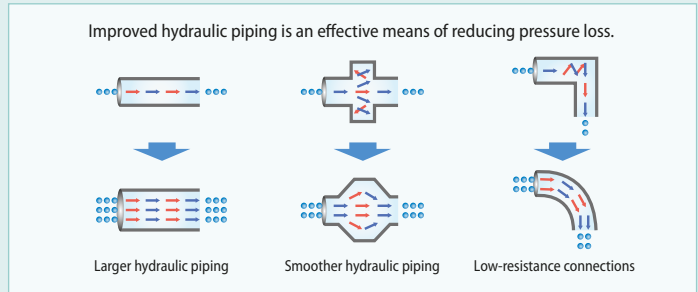 Improved hydraulic piping is an effective means of reducing pressure loss.
Larger hydraulic piping
Smoother hydraulic piping
Low-resistance connections